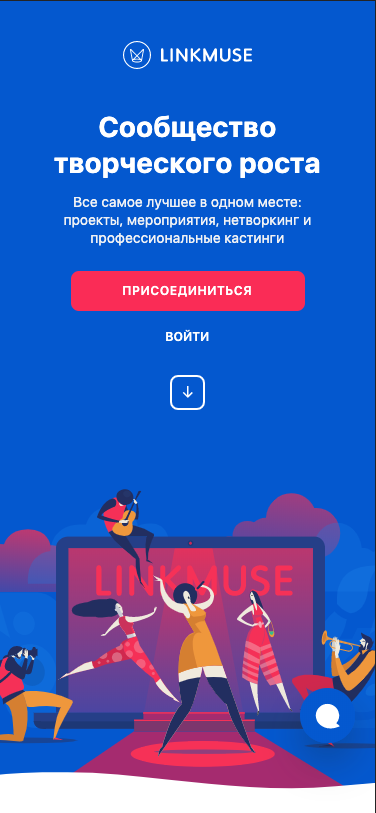 LINKMUSE
Сообщество
творческого роста
Все самое лучшее в одном месте:
проекты, мероприятия, нетворкинг и
профессиональные кастинги
ПРИСОЕДИНИТЬСЯ
ВОЙТИ
LINKMUSE